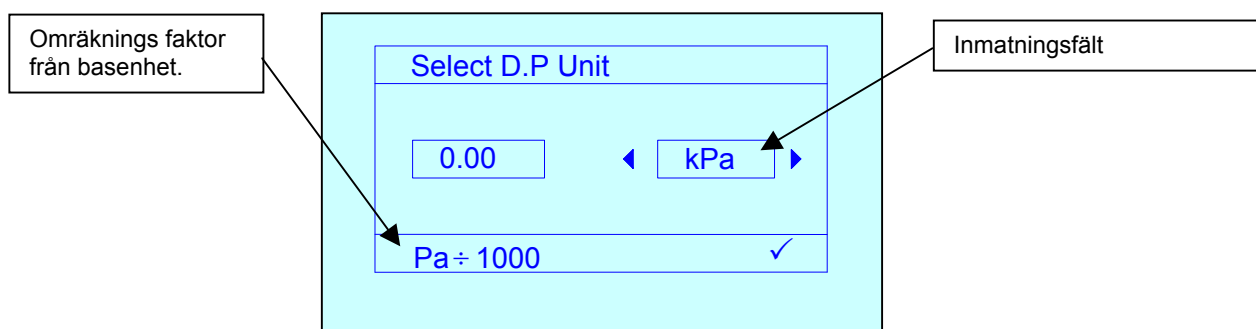 Omräknings faktor
från basenhet.
Inmatningsfält
Select D.P Unit
0.00
kPa
Pa÷1000